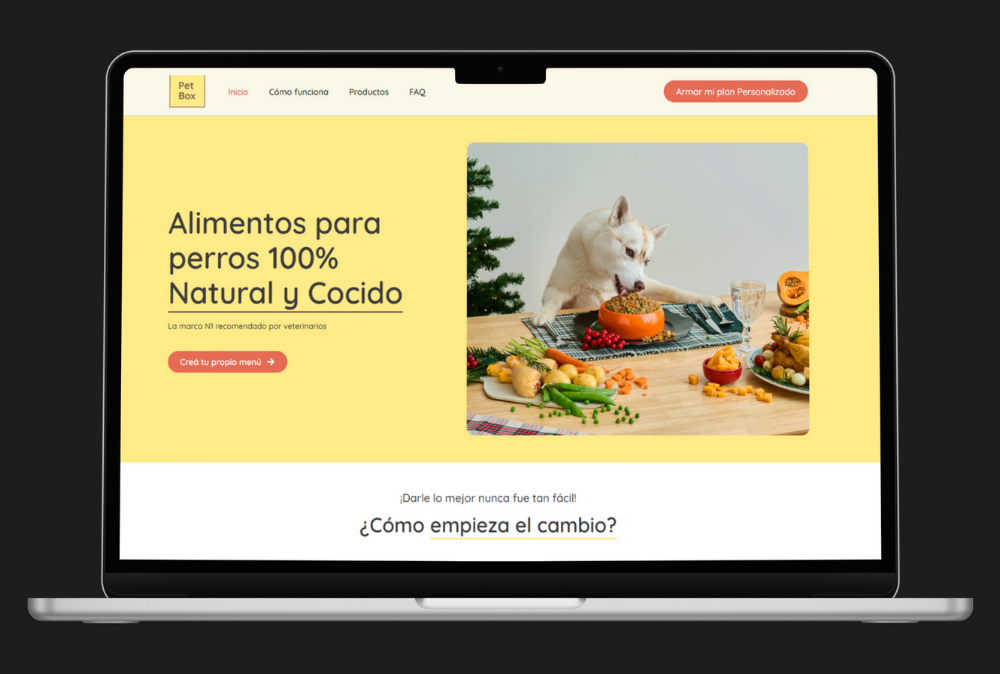 Pet
Box
Inicio
Cómo funciona
Productos
FAQ
Armar mi plan Personalizado
Alimentos para
perros 100%
Natural y Cocido
La marca N1 recomendado por veterinarios
Creá tu propio menú →
¡Darle lo mejor nunca fue tan fácil!
¿Cómo empieza el cambio?